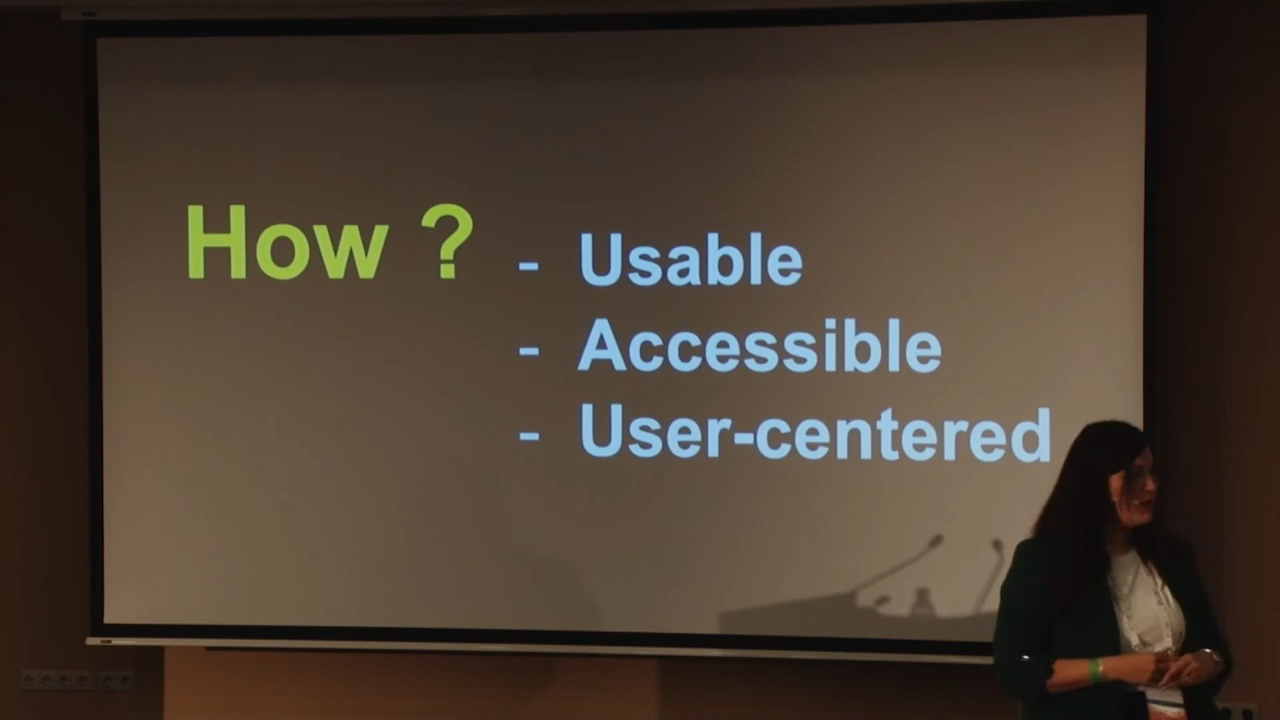 How ?
- Usable
- Accessible
- User-centered